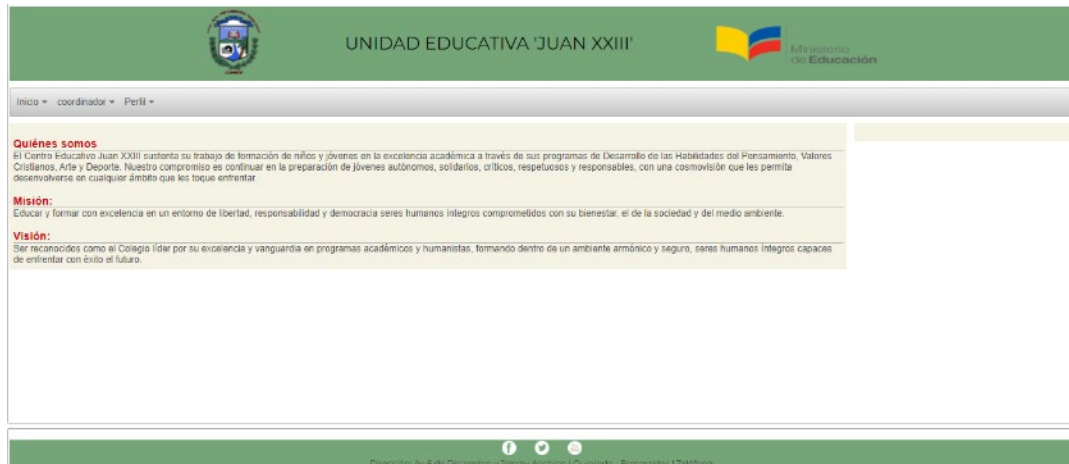 UNIDAD EDUCATIVA 'JUAN XXIII'
Ministerio
de Educación
Inicio coordinador Perfil
Quiénes somos
El Centro Educativo Juan XXIII sustenta su trabajo de formación de niños y jóvenes en la excelencia académica a través de sus programas de Desarrollo de las Habilidades del Pensamiento, Valores
Cristianos, Arte y Deporte. Nuestro compromiso es continuar en la preparación de jóvenes autónomos, solidarios, críticos, respetuosos y responsables, con una cosmovisión que les permita
desenvolverse en cualquier ámbito que les toque enfrentar.
Misión:
Educar y formar con excelencia en un entorno de libertad, responsabilidad y democracia seres humanos íntegros comprometidos con su bienestar, el de la sociedad y del medio ambiente.
Visión:
Ser reconocidos como el Colegio líder por su excelencia y vanguardia en programas académicos y humanistas, formando dentro de un ambiente armónico y seguro, seres humanos íntegros capaces
de enfrentar con éxito el futuro.
Dirección: Av 6 de Diciembre y